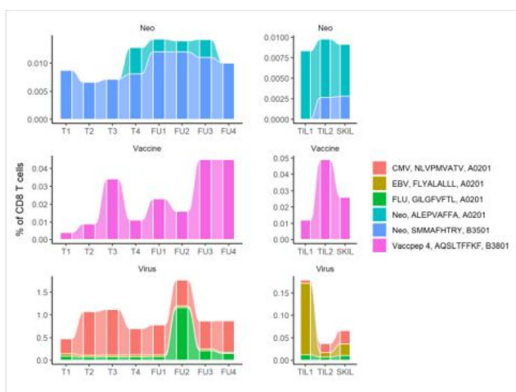 Neo
0.010
0.005
0.000
T1 T2 T3 T4 FU1 FU2 FU3 FU4
Neo
0.0100
0.0075
0.0050
0.0025
0.0000
TIL1 TIL2 SKIL
% of CD8 T cells
Vaccine
0.04
0.03
0.02
0.01
0.00
T1 T2 T3 T4 FU1 FU2 FU3 FU4
Vaccine
0.05
0.04
0.03
0.02
0.01
0.00
TIL1 TIL2 SKIL
Virus
1.5
1.0
0.5
0.0
T1 T2 T3 T4 FU1 FU2 FU3 FU4
Virus
0.15
0.10
0.05
0.00
TIL1 TIL2 SKIL
CMV, NLVPMVATV, A0201
EBV, FLYALALLL, A0201
FLU, GILGFVFTL, A0201
Neo, ALEPVAFFA, A0201
Neo, SMMAFHTRY, B3501
Vaccpep 4, AQSLTFFKF, B3801